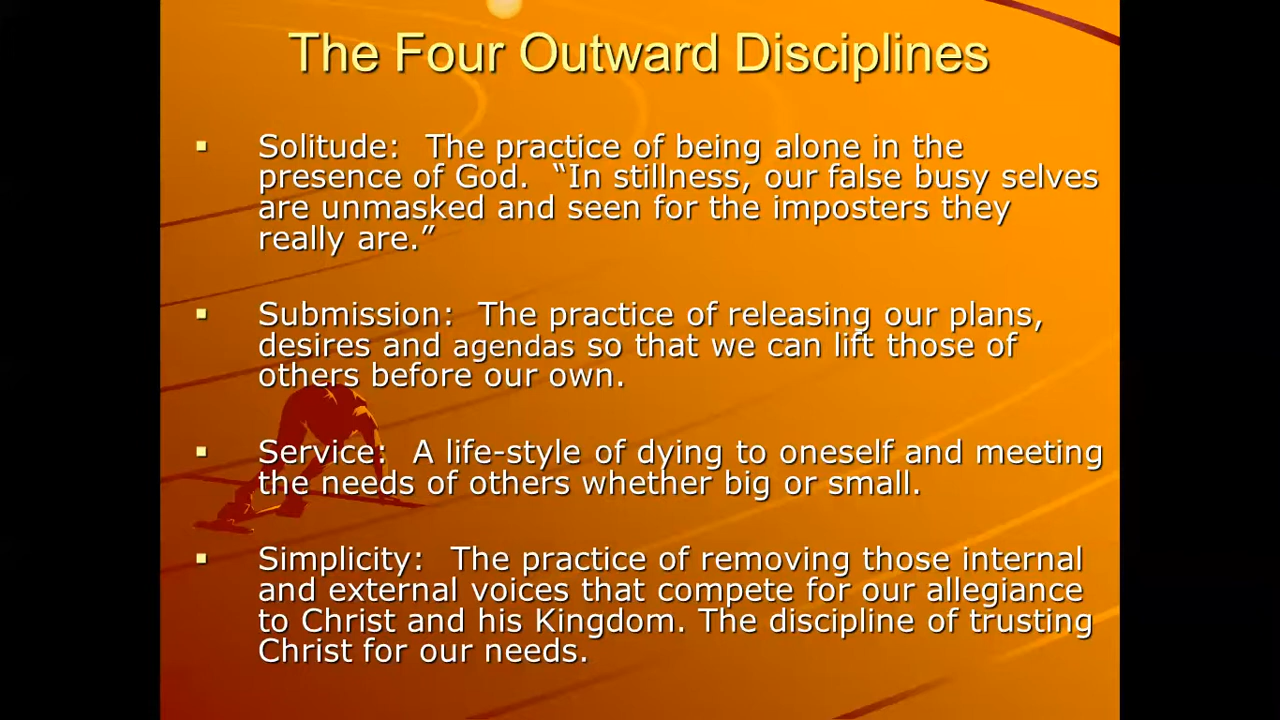 The Four Outward Disciplines
▪ Solitude: The practice of being alone in the
presence of God. “In stillness, our false busy selves
are unmasked and seen for the imposters they
really are.”
▪ Submission: The practice of releasing our plans,
desires and agendas so that we can lift those of
others before our own.
▪ Service: A life-style of dying to oneself and meeting
the needs of others whether big or small.
▪ Simplicity: The practice of removing those internal
and external voices that compete for our allegiance
to Christ and his Kingdom. The discipline of trusting
Christ for our needs.